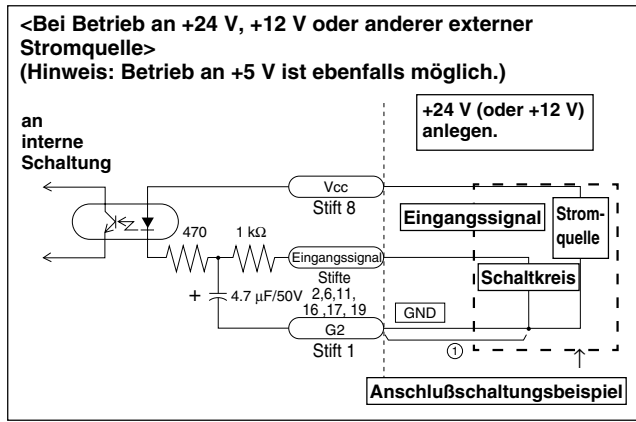 <Bei Betrieb an +24 V, +12 V oder anderer externer
Stromquelle>
(Hinweis: Betrieb an +5 V ist ebenfalls möglich.)
+24 V (oder +12 V)
anlegen.
an
interne
Schaltung
Vcc
Stift 8
Eingangssignal
Strom-
quelle
470
1 kΩ
Eingangssignal
Stifte
2,6,11,
16 ,17, 19
Schaltkreis
+
4.7 µF/50V
GND
G2
Stift 1
①
Anschlußschaltungsbeispiel